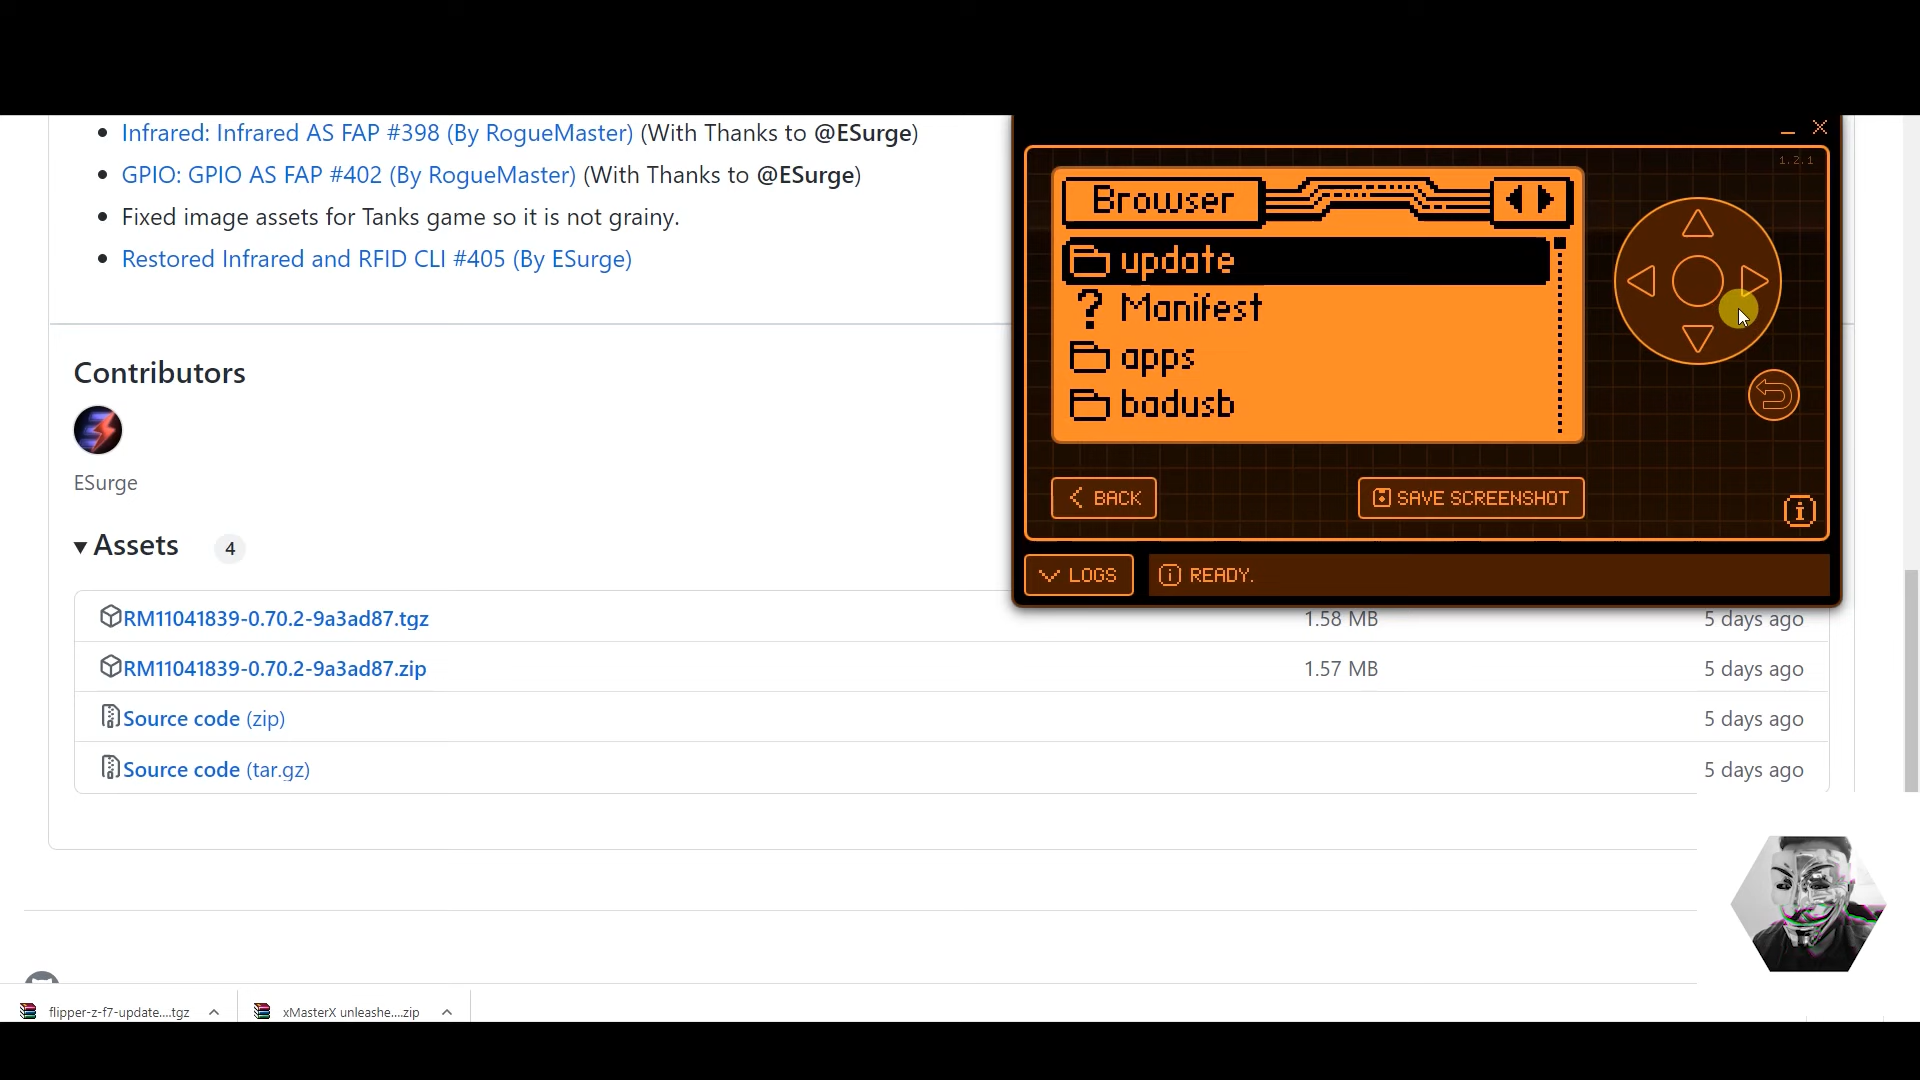 Infrared: Infrared AS FAP #398 (By RogueMaster) (With Thanks to @ESurge)
GPIO: GPIO AS FAP #402 (By RogueMaster) (With Thanks to @ESurge)
Fixed image assets for Tanks game so it is not grainy.
Restored Infrared and RFID CLI #405 (By ESurge)
Contributors
ESurge
Assets 4
RM11041839-0.70.2-9a3ad87.tgz 1.58 MB 5 days ago
RM11041839-0.70.2-9a3ad87.zip 1.57 MB 5 days ago
Source code (zip) 5 days ago
Source code (tar.gz) 5 days ago
1.2.1
Browser
update
? Manifest
apps
badusb
BACK
SAVE SCREENSHOT
LOGS
READY.
flipper-z-f7-update....tgz
xMasterX unleashe....zip